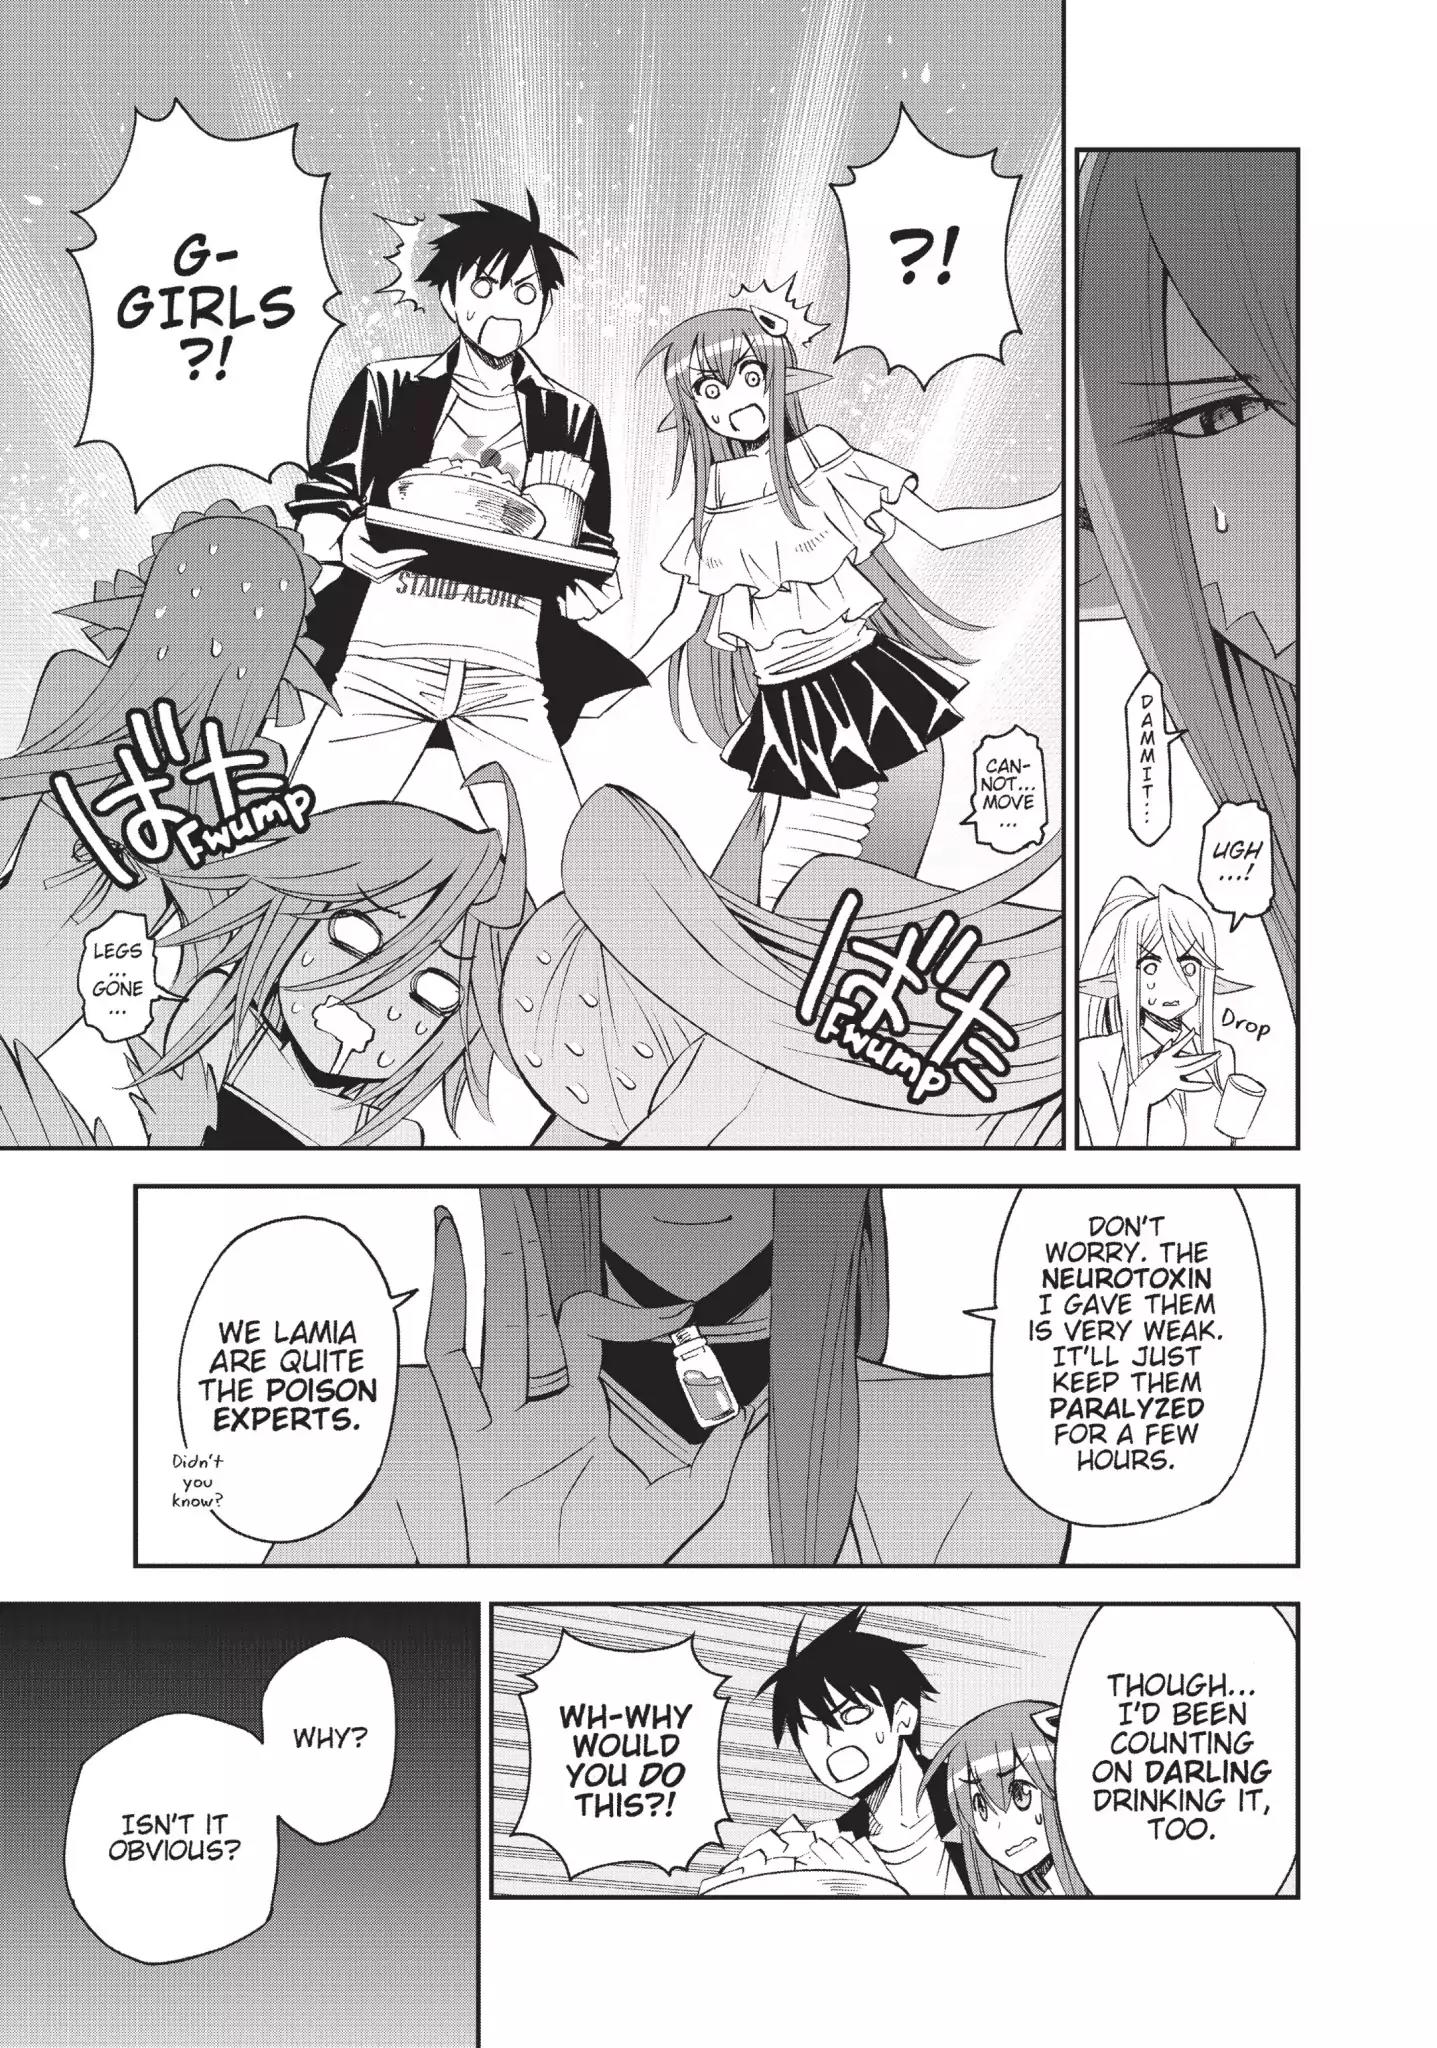 DAMMIT...
UGH
...!
Drop
?!
G-
GIRLS
?!
STAND ALONE
CAN-
NOT...
MOVE
...
ばたっ
Fwump
LEGS
...
GONE
...
ばたっ
Fwump
DON'T
WORRY. THE
NEUROTOXIN
I GAVE THEM
IS VERY WEAK.
IT'LL JUST
KEEP THEM
PARALYZED
FOR A FEW
HOURS.
WE LAMIA
ARE QUITE
THE POISON
EXPERTS.
Didn't
you
know?
THOUGH...
I'D BEEN
COUNTING
ON DARLING
DRINKING IT,
TOO.
WH-WHY
WOULD
YOU DO
THIS?!
WHY?
ISN'T IT
OBVIOUS?